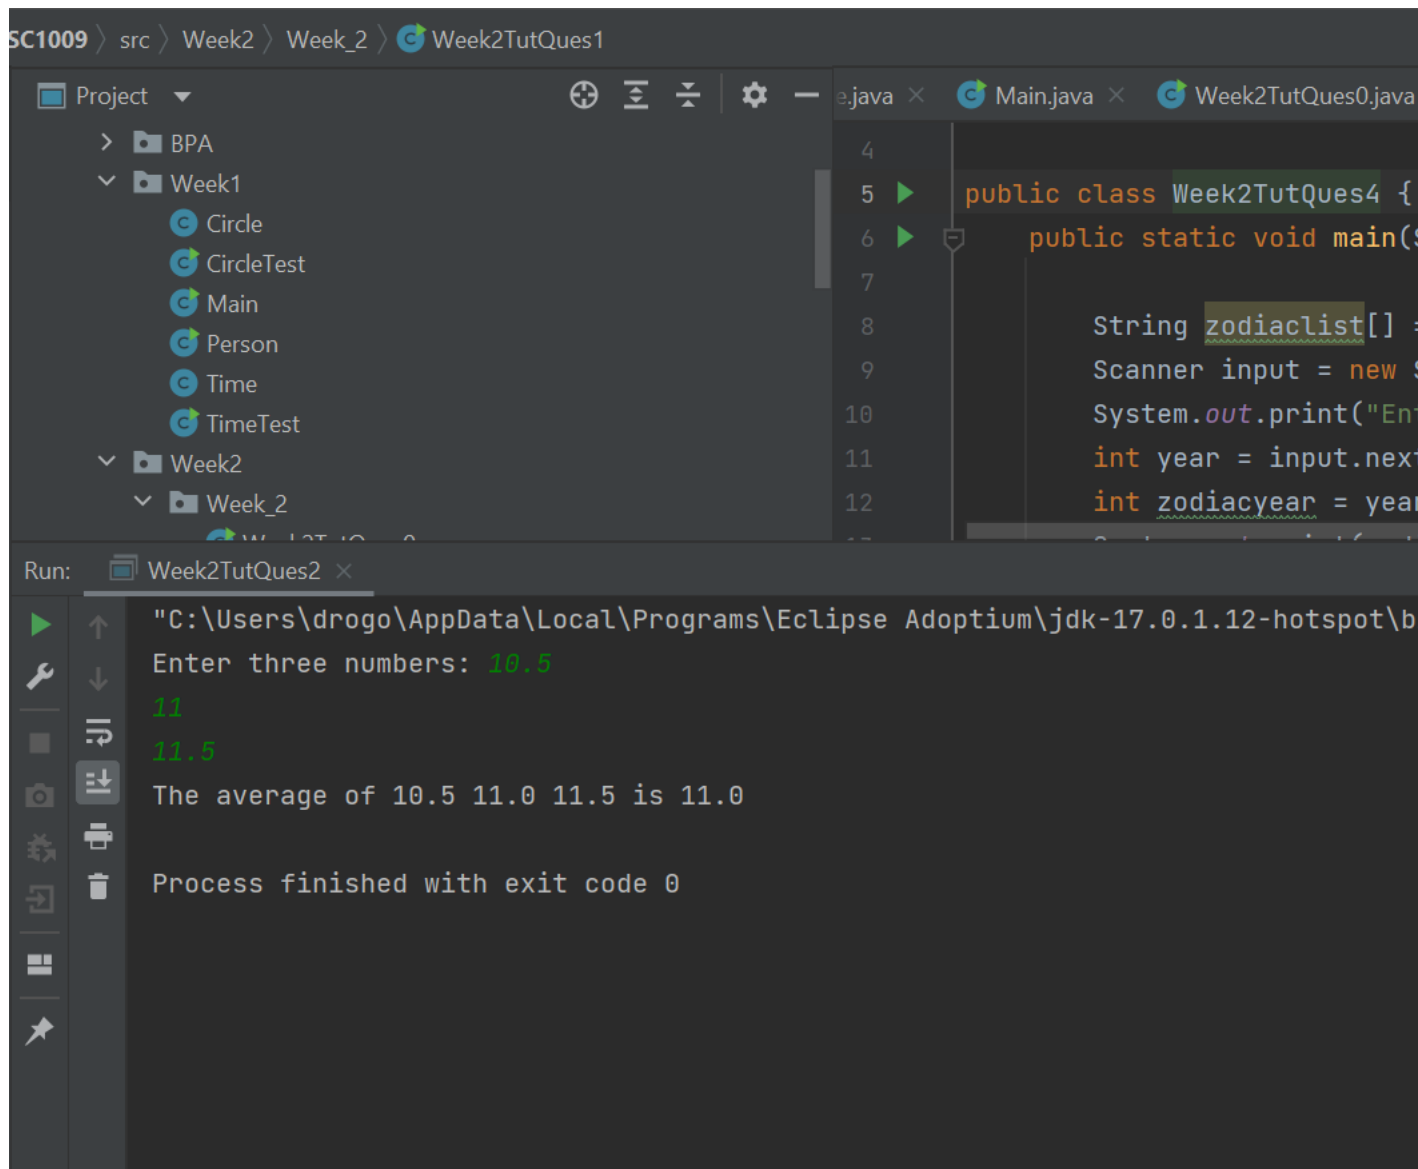 SC1009 src Week2 Week_2 Week2TutQues1
Project
BPA
Week1
Circle
CircleTest
Main
Person
Time
TimeTest
Week2
Week_2
e.java Main.java Week2TutQues0.java
4
5 public class Week2TutQues4 {
6 public static void main(
7
8 String zodiaclist[] =
9 Scanner input = new S
10 System.out.print("Ent
11 int year = input.next
12 int zodiacyear = year
Run: Week2TutQues2
"C:\Users\drogo\AppData\Local\Programs\Eclipse Adoptium\jdk-17.0.1.12-hotspot\b
Enter three numbers: 10.5
11
11.5
The average of 10.5 11.0 11.5 is 11.0
Process finished with exit code 0